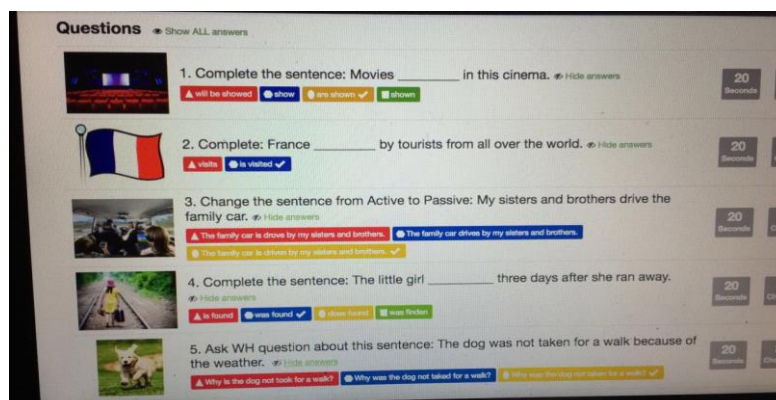 Questions Show ALL answers
1. Complete the sentence: Movies ________ in this cinema. Hide answers
20
Seconds
will be showed show are shown shown
2. Complete: France ________ by tourists from all over the world. Hide answers
20
Seconds
visits is visited
3. Change the sentence from Active to Passive: My sisters and brothers drive the
family car. Hide answers
20
Seconds
The family car is drove by my sisters and brothers. The family car drives by my sisters and brothers.
The family car is driven by my sisters and brothers.
4. Complete the sentence: The little girl ________ three days after she ran away.
20
Seconds
Hide answers
is found was found does found was finden
5. Ask WH question about this sentence: The dog was not taken for a walk because of
the weather. Hide answers
20
Seconds
Why is the dog not took for a walk? Why was the dog not taked for a walk? Why was the dog not taken for a walk?